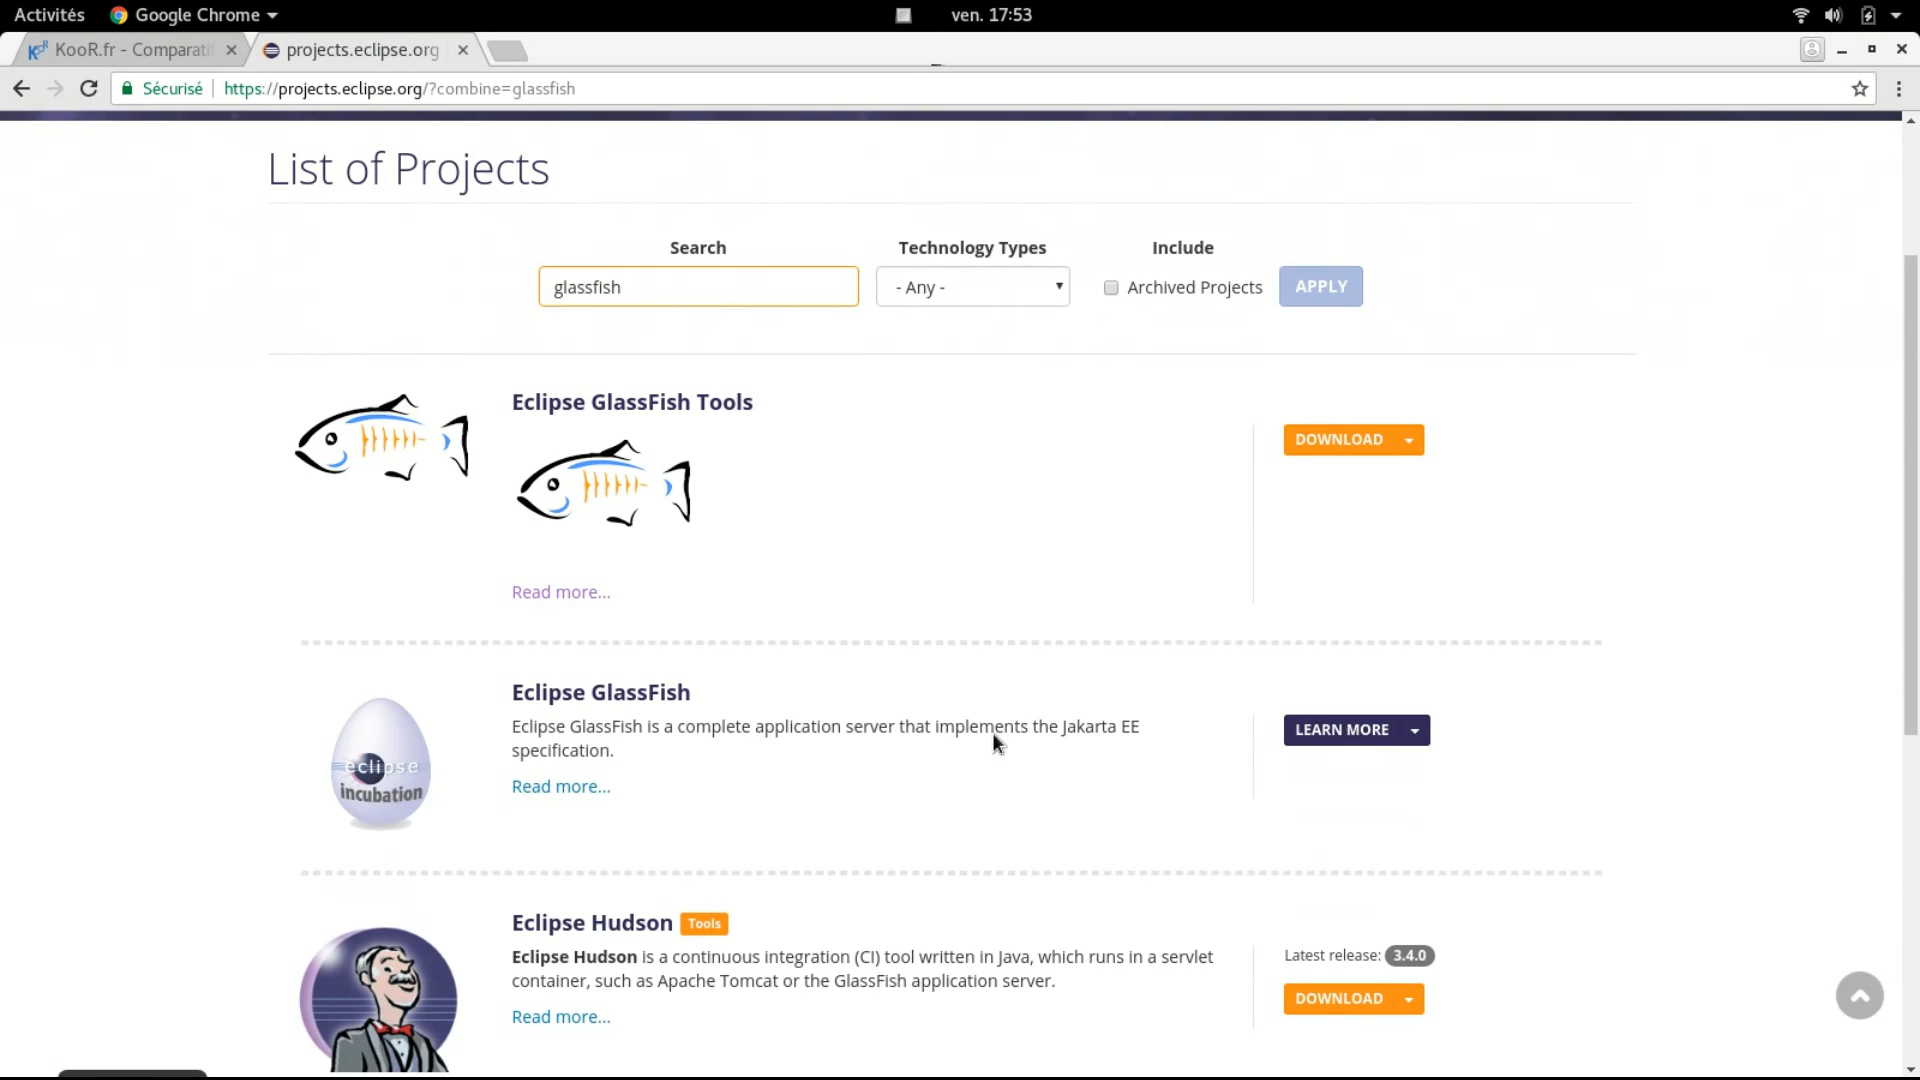 Activités Google Chrome ven. 17:53
KooR.fr - Comparati projects.eclipse.org
Sécurisé https://projects.eclipse.org/?combine=glassfish
List of Projects
Search Technology Types Include
glassfish - Any - Archived Projects APPLY
Eclipse GlassFish Tools
DOWNLOAD
Read more...
Eclipse GlassFish
Eclipse GlassFish is a complete application server that implements the Jakarta EE
specification.
LEARN MORE
Read more...
eclipse
incubation
Eclipse Hudson Tools
Eclipse Hudson is a continuous integration (CI) tool written in Java, which runs in a servlet
container, such as Apache Tomcat or the GlassFish application server.
Latest release: 3.4.0
DOWNLOAD
Read more...